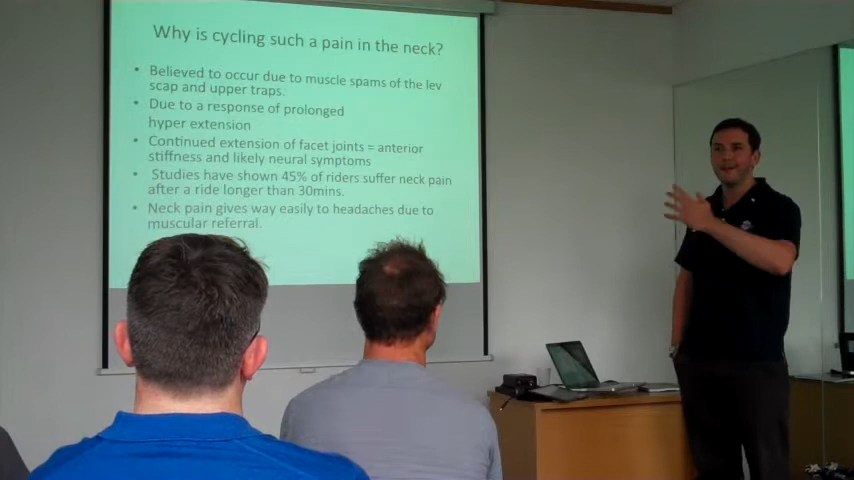 Why is cycling such a pain in the neck?
• Believed to occur due to muscle spams of the lev
scap and upper traps.
• Due to a response of prolonged
hyper extension
• Continued extension of facet joints = anterior
stiffness and likely neural symptoms
• Studies have shown 45% of riders suffer neck pain
after a ride longer than 30mins.
• Neck pain gives way easily to headaches due to
muscular referral.